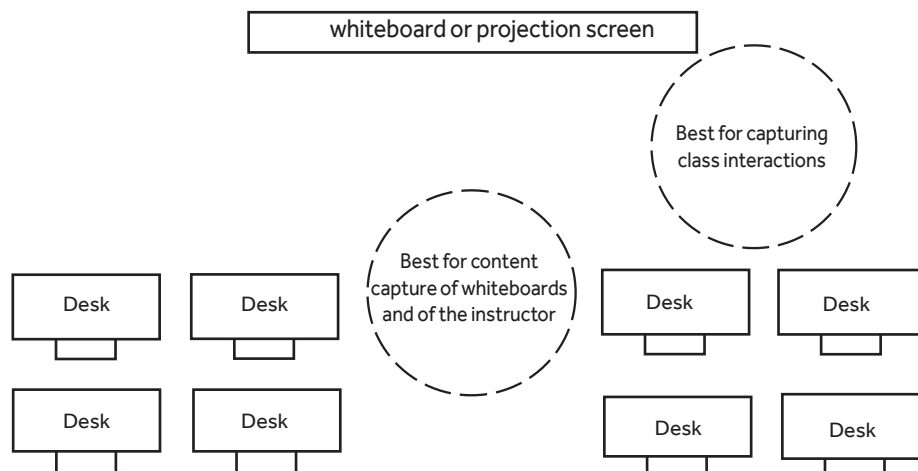 whiteboard or projection screen
Best for capturing
class interactions
Best for content
capture of whiteboards
and of the instructor
Desk
Desk
Desk
Desk
Desk
Desk
Desk
Desk